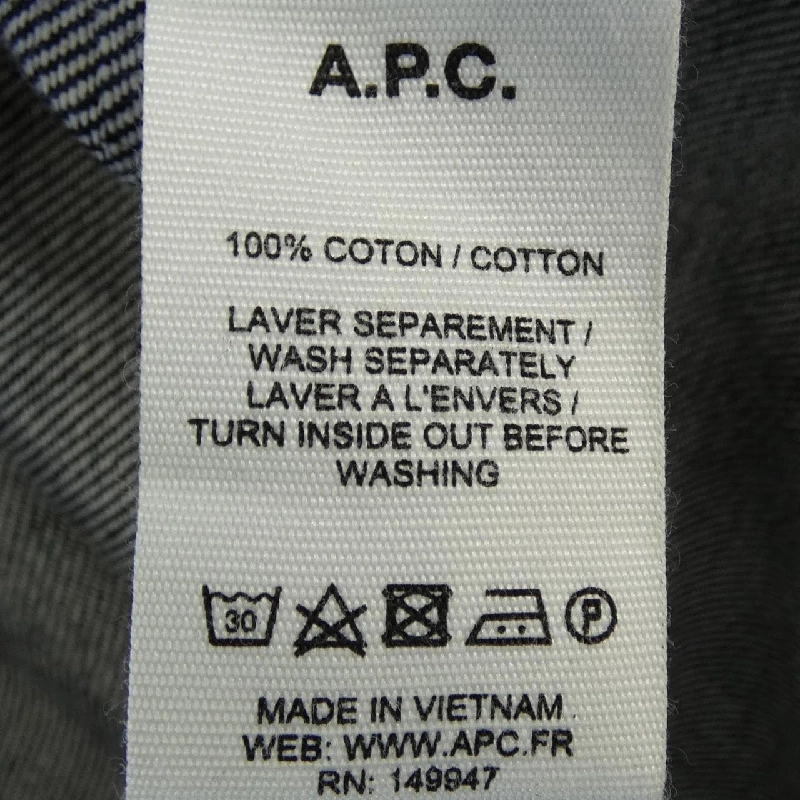 A.P.C.
100% COTON / COTTON
LAVER SEPAREMENT /
WASH SEPARATELY
LAVER A L'ENVERS /
TURN INSIDE OUT BEFORE
WASHING
30 P
MADE IN VIETNAM
WEB: WWW.APC.FR
RN: 149947